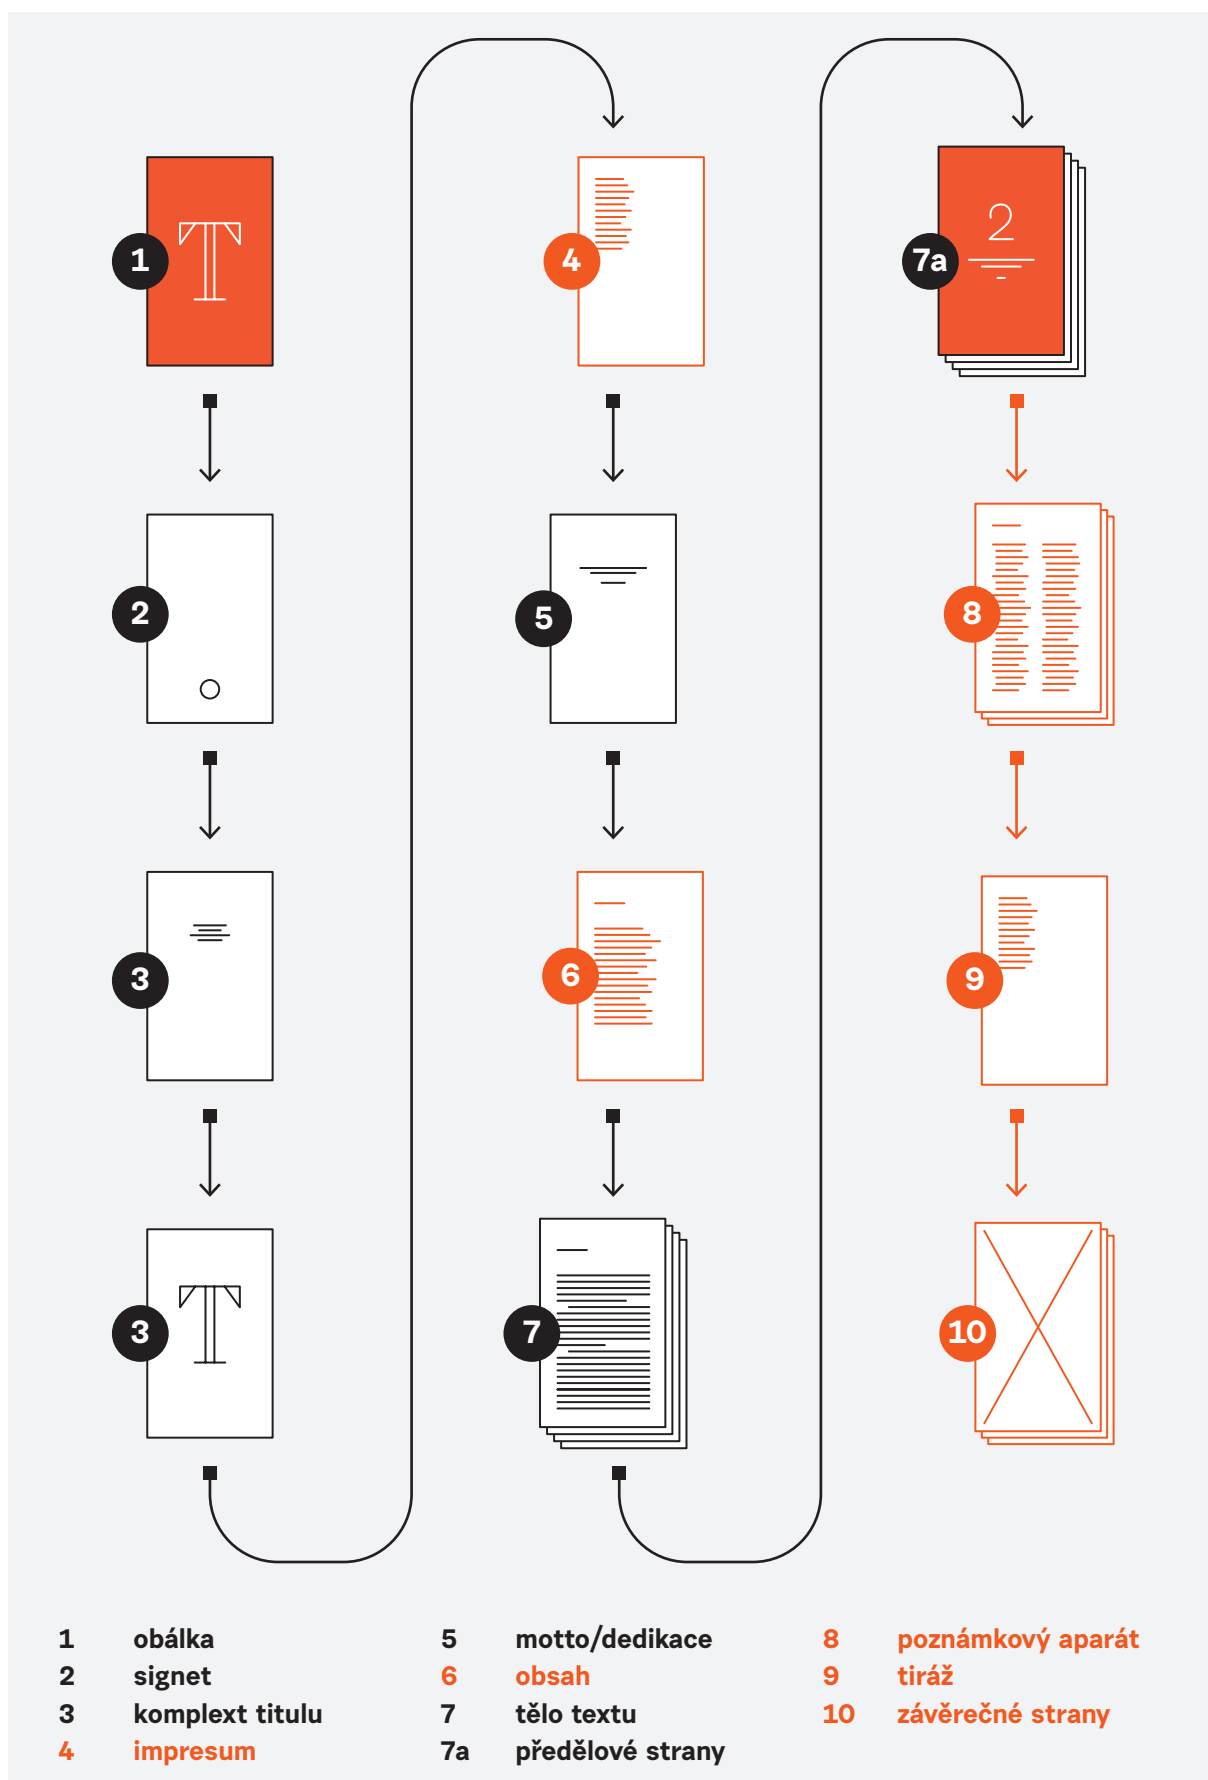 1
2
3
3
T
T
4
5
6
7
7a
2
8
9
10
1 obálka
2 signet
3 komplext titulu
4 impresum
5 motto/dedikace
6 obsah
7 tělo textu
7a předělové strany
8 poznámkový aparát
9 tiráž
10 závěrečné strany